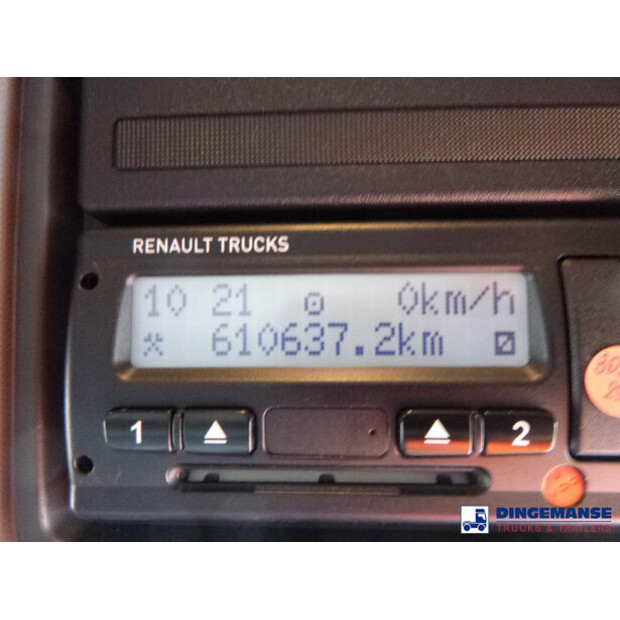 RENAULT TRUCKS
10 21 0km/h
610637.2km
1
2
DINGEMANSE
TRUCKS & TRAILERS